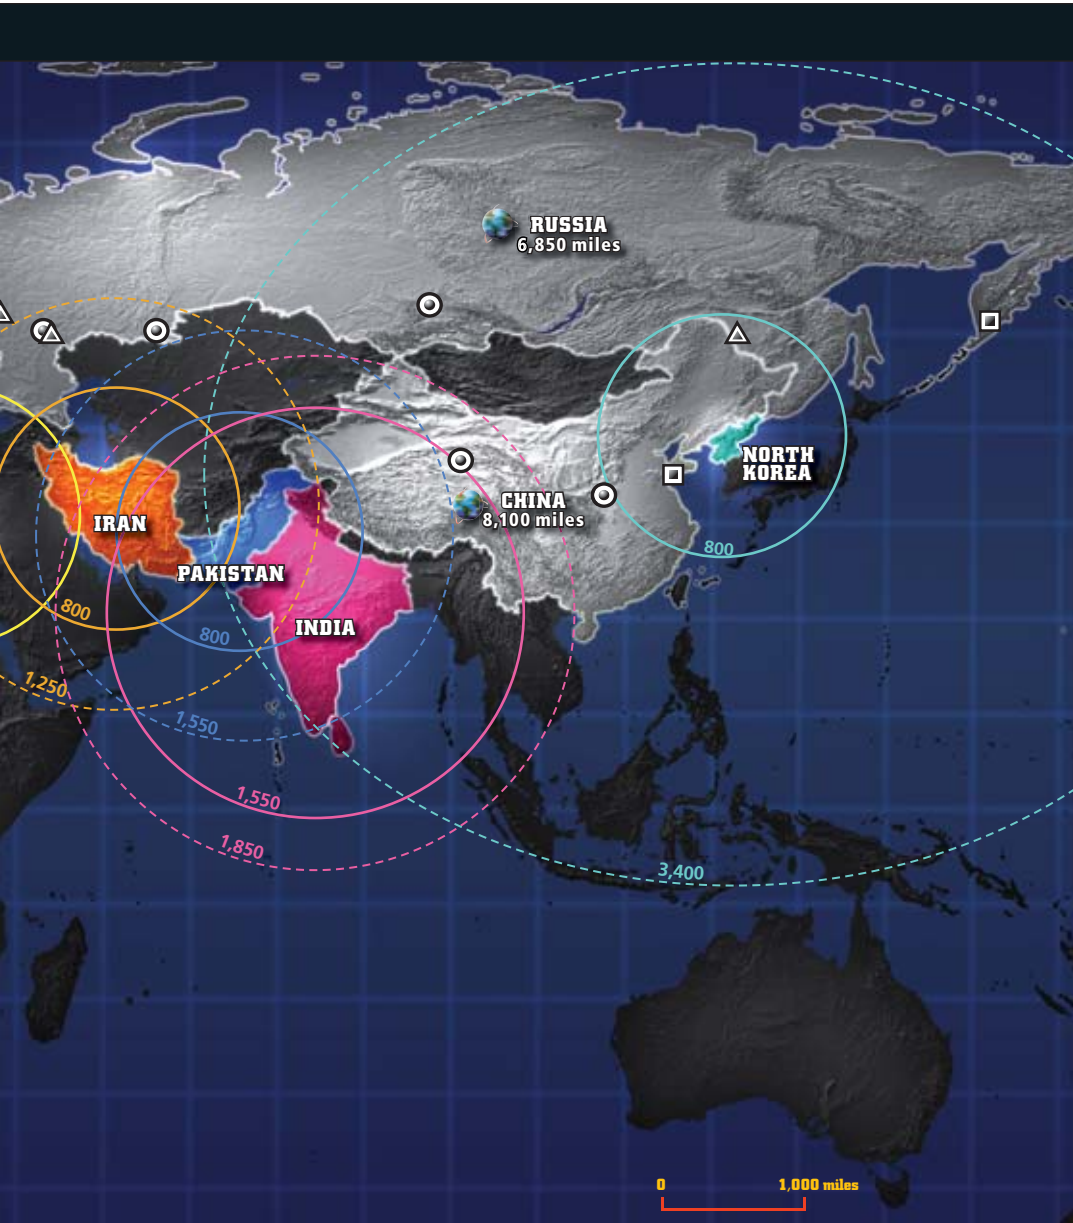 RUSSIA
6,850 miles
NORTH
KOREA
CHINA
8,100 miles
IRAN
800
PAKISTAN
800
INDIA
800
1,250
1,550
1,550
1,850
3,400
0
1,000 miles